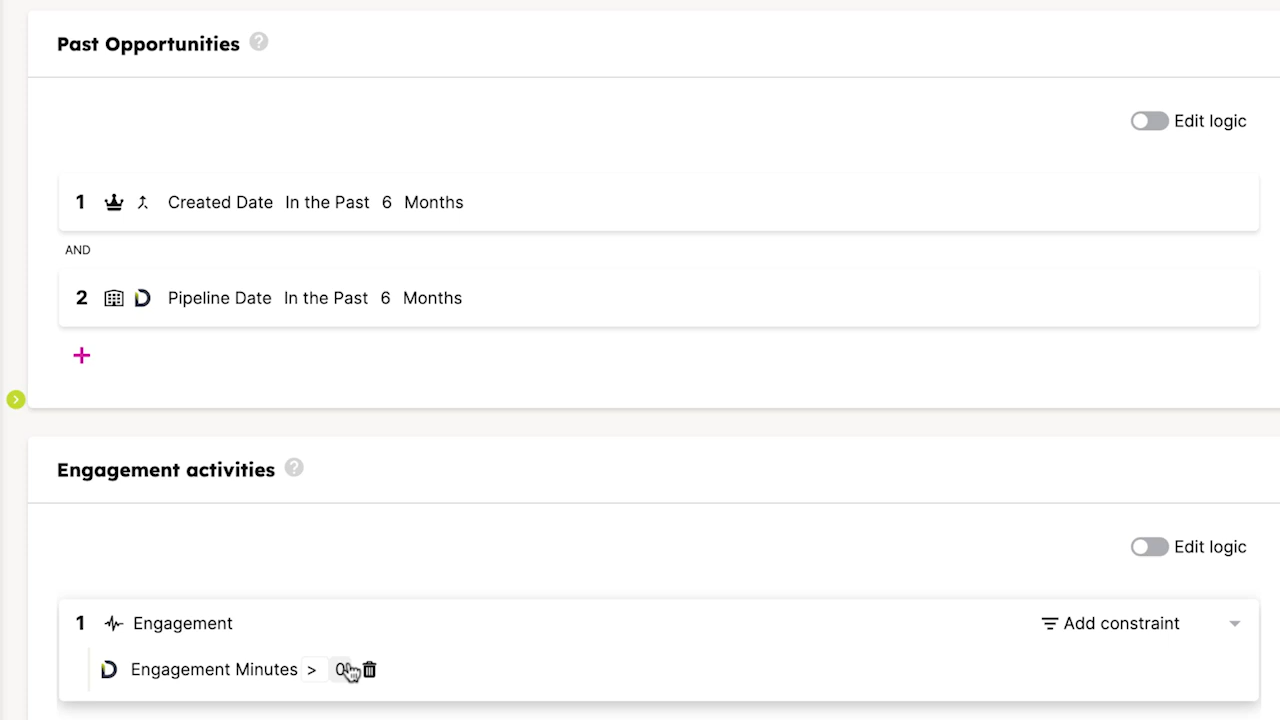 Past Opportunities ?
Edit logic
1 Created Date In the Past 6 Months
AND
2 Pipeline Date In the Past 6 Months
+
Engagement activities ?
Edit logic
1 Engagement Add constraint
Engagement Minutes > 0